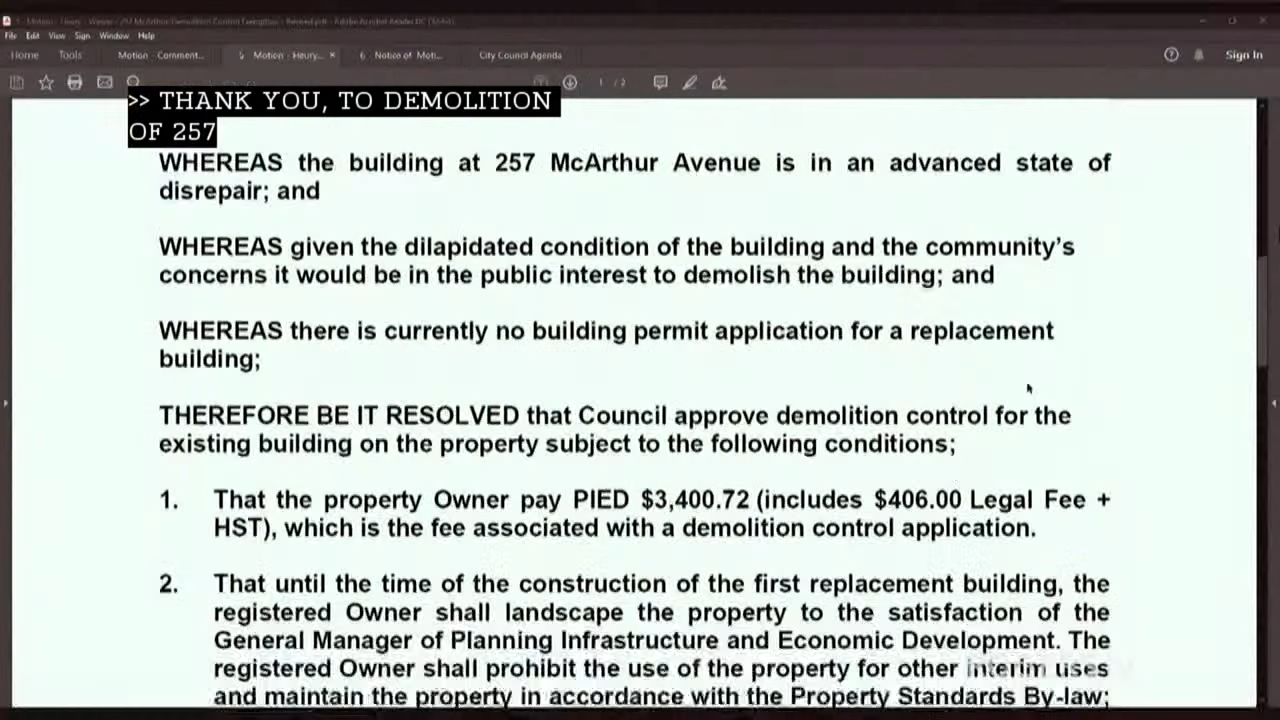 File Edit View Sign Window Help
Home Tools Motion - Comment... 5 Motion - Fleury... × 6 Notice of Moti... City Council Agenda Sign In
1 / 2
>> THANK YOU, TO DEMOLITION
OF 257
WHEREAS the building at 257 McArthur Avenue is in an advanced state of
disrepair; and
WHEREAS given the dilapidated condition of the building and the community's
concerns it would be in the public interest to demolish the building; and
WHEREAS there is currently no building permit application for a replacement
building;
THEREFORE BE IT RESOLVED that Council approve demolition control for the
existing building on the property subject to the following conditions;
1. That the property Owner pay PIED $3,400.72 (includes $406.00 Legal Fee +
HST), which is the fee associated with a demolition control application.
2. That until the time of the construction of the first replacement building, the
registered Owner shall landscape the property to the satisfaction of the
General Manager of Planning Infrastructure and Economic Development. The
registered Owner shall prohibit the use of the property for other interim uses
and maintain the property in accordance with the Property Standards By-law;